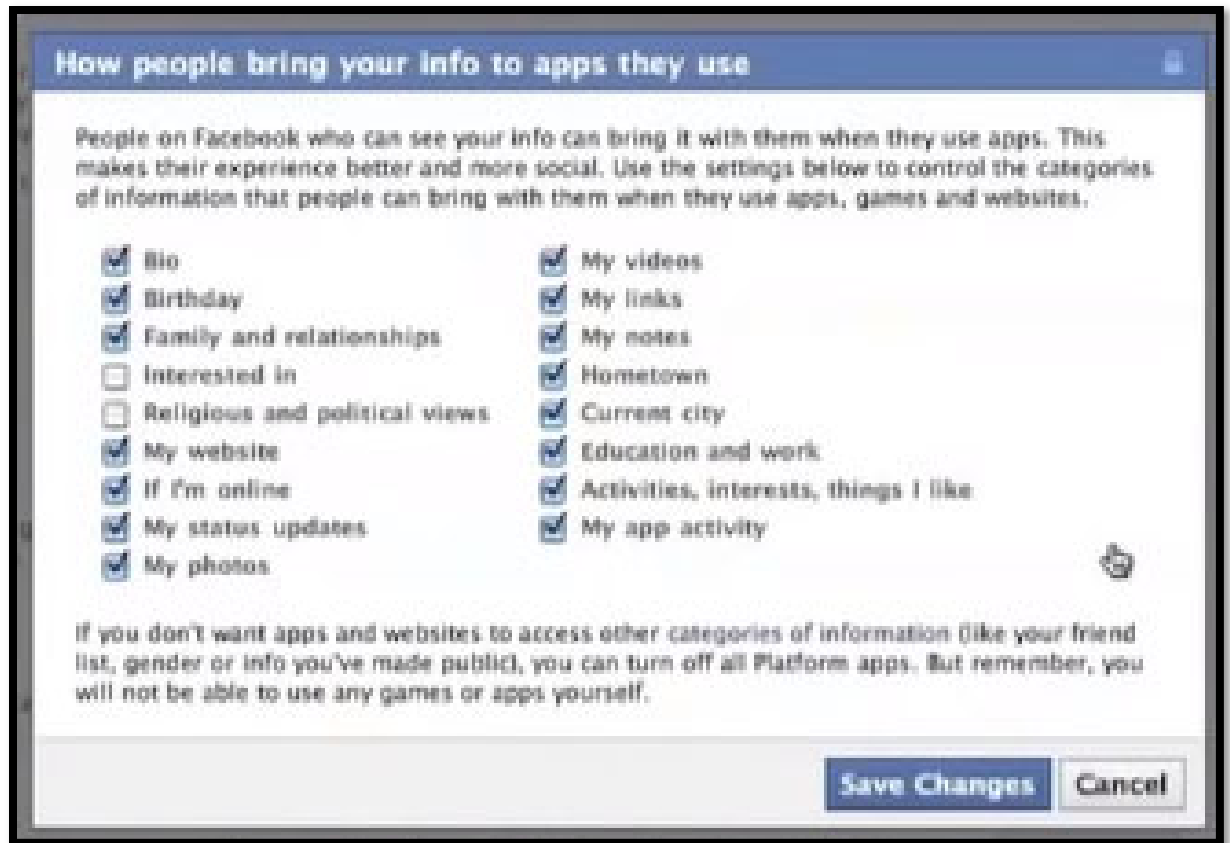 How people bring your info to apps they use
People on Facebook who can see your info can bring it with them when they use apps. This
makes their experience better and more social. Use the settings below to control the categories
of information that people can bring with them when they use apps, games and websites.
Bio
Birthday
Family and relationships
Interested in
Religious and political views
My website
If I'm online
My status updates
My photos
My videos
My links
My notes
Hometown
Current city
Education and work
Activities, interests, things I like
My app activity
If you don't want apps and websites to access other categories of information (like your friend
list, gender or info you've made public), you can turn off all Platform apps. But remember, you
will not be able to use any games or apps yourself.
Save Changes
Cancel